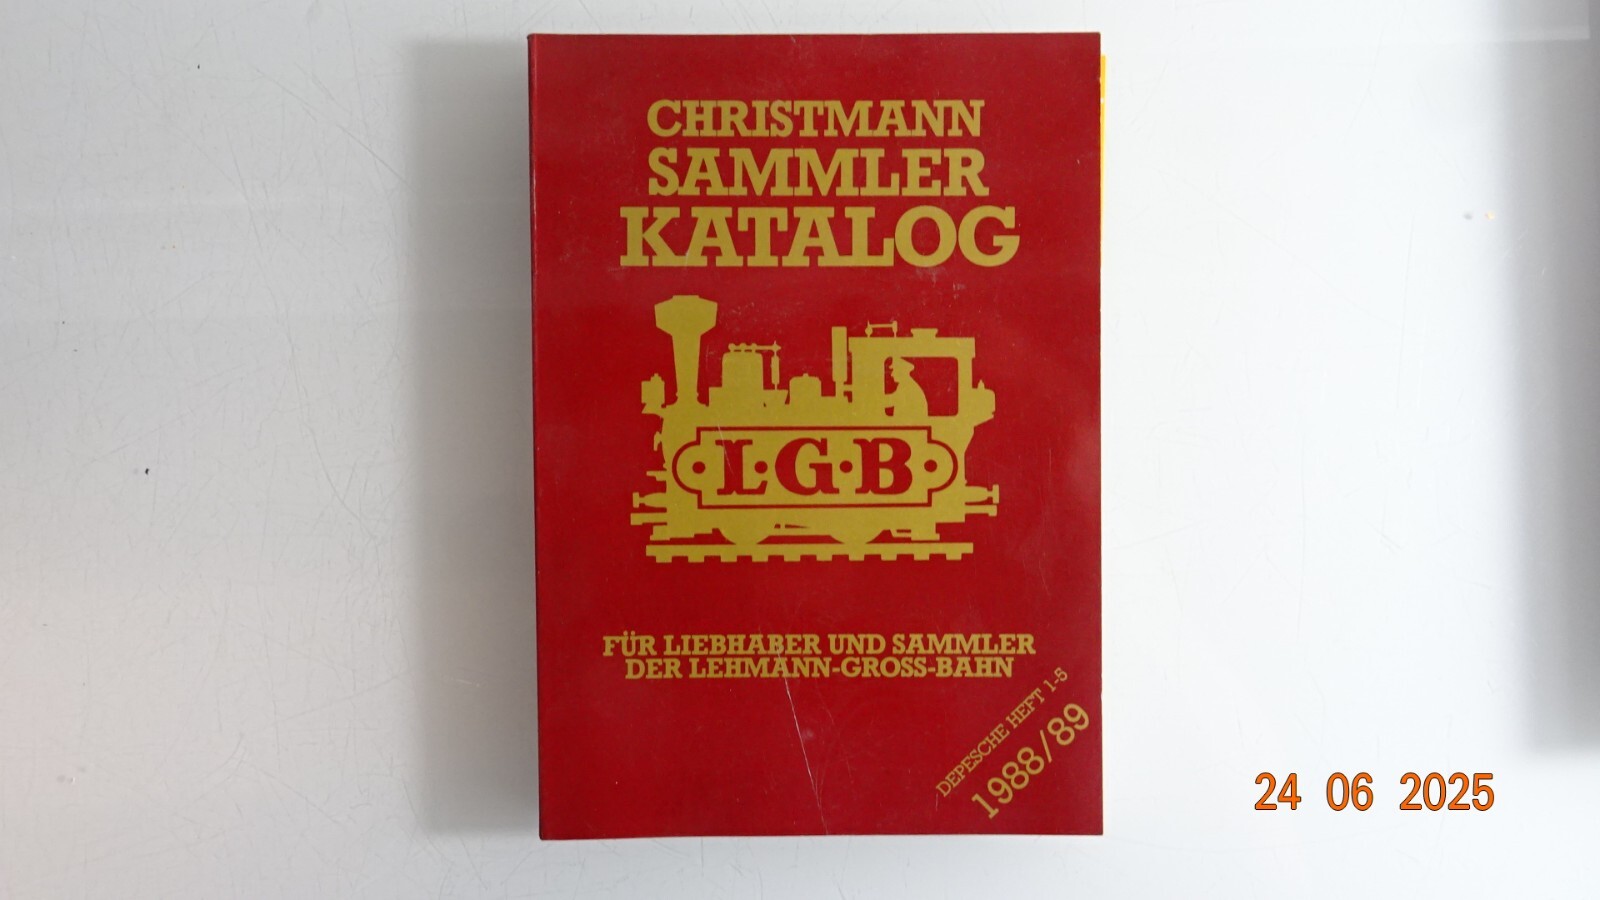 CHRISTMANN
SAMMLER
KATALOG
L·G·B
FÜR LIEBHABER UND SAMMLER
DER LEHMANN-GROSS-BAHN
DEPESCHE HEFT 1-6
1988/89
24 06 2025